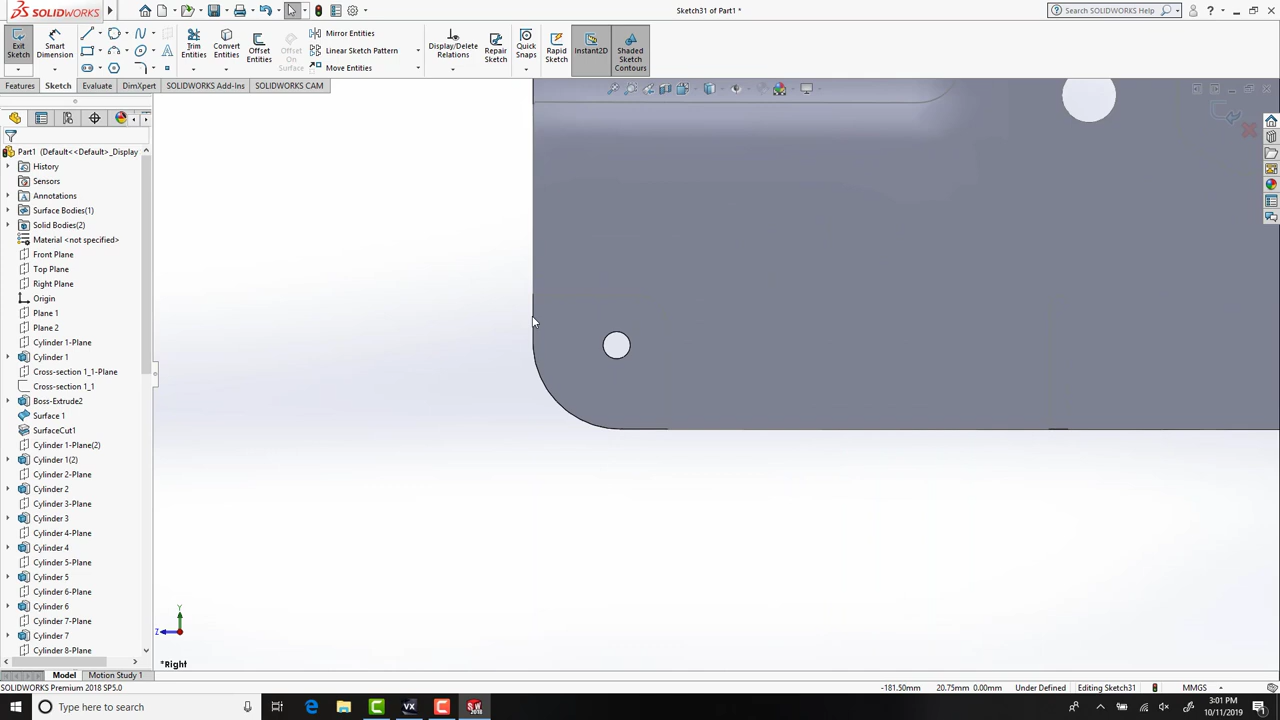 SOLIDWORKS
Sketch31 of Part1 *
Search SOLIDWORKS Help
Exit Sketch
Smart Dimension
Trim Entities
Convert Entities
Offset Entities
Offset On Surface
Mirror Entities
Linear Sketch Pattern
Move Entities
Display/Delete Relations
Repair Sketch
Quick Snaps
Rapid Sketch
Instant2D
Shaded Sketch Contours
Features
Sketch
Evaluate
DimXpert
SOLIDWORKS Add-Ins
SOLIDWORKS CAM
Part1 (Default<<Default>_Display
History
Sensors
Annotations
Surface Bodies(1)
Solid Bodies(2)
Material <not specified>
Front Plane
Top Plane
Right Plane
Origin
Plane 1
Plane 2
Cylinder 1-Plane
Cylinder 1
Cross-section 1_1-Plane
Cross-section 1_1
Boss-Extrude2
Surface 1
SurfaceCut1
Cylinder 1-Plane(2)
Cylinder 1(2)
Cylinder 2-Plane
Cylinder 2
Cylinder 3-Plane
Cylinder 3
Cylinder 4-Plane
Cylinder 4
Cylinder 5-Plane
Cylinder 5
Cylinder 6-Plane
Cylinder 6
Cylinder 7-Plane
Cylinder 7
Cylinder 8-Plane
Y
Z
*Right
Model
Motion Study 1
SOLIDWORKS Premium 2018 SP5.0
-181.50mm 20.75mm 0.00mm Under Defined Editing Sketch31 MMGS
Type here to search
3:01 PM
10/11/2019